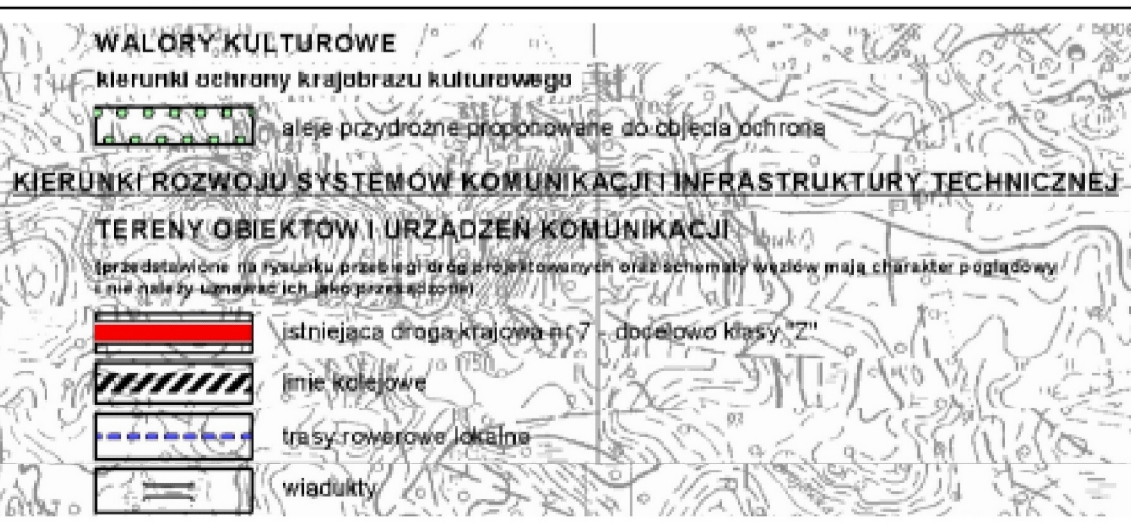 WALORY KULTUROWE
kierunki ochrony krajobrazu kulturowego
aleje przydrożne proponowane do objęcia ochroną
KIERUNKI ROZWOJU SYSTEMÓW KOMUNIKACJI I INFRASTRUKTURY TECHNICZNEJ
TERENY OBIEKTÓW I URZĄDZEŃ KOMUNIKACJI
(przedstawione na rysunku przebiegi dróg projektowanych oraz schematy węzłów mają charakter poglądowy
i nie należy uznawać ich jako przesądzone)
istniejąca droga krajowa nr 7 - docelowo klasy "Z"
linie kolejowe
trasy rowerowe lokalne
wiadukty